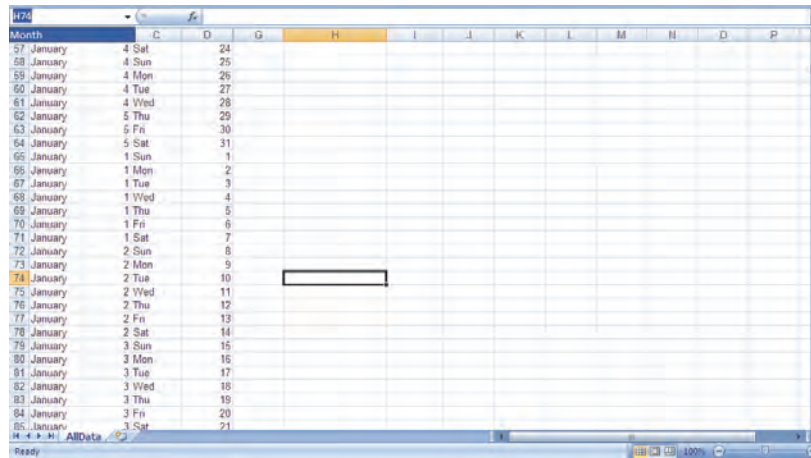 H74 fx
Month C D G H I J K L M N O P
57 January 4 Sat 24
58 January 4 Sun 25
59 January 4 Mon 26
60 January 4 Tue 27
61 January 4 Wed 28
62 January 5 Thu 29
63 January 5 Fri 30
64 January 5 Sat 31
65 January 1 Sun 1
66 January 1 Mon 2
67 January 1 Tue 3
68 January 1 Wed 4
69 January 1 Thu 5
70 January 1 Fri 6
71 January 1 Sat 7
72 January 2 Sun 8
73 January 2 Mon 9
74 January 2 Tue 10
75 January 2 Wed 11
76 January 2 Thu 12
77 January 2 Fri 13
78 January 2 Sat 14
79 January 3 Sun 15
80 January 3 Mon 16
81 January 3 Tue 17
82 January 3 Wed 18
83 January 3 Thu 19
84 January 3 Fri 20
85 January 3 Sat 21
AllData
Ready 100%